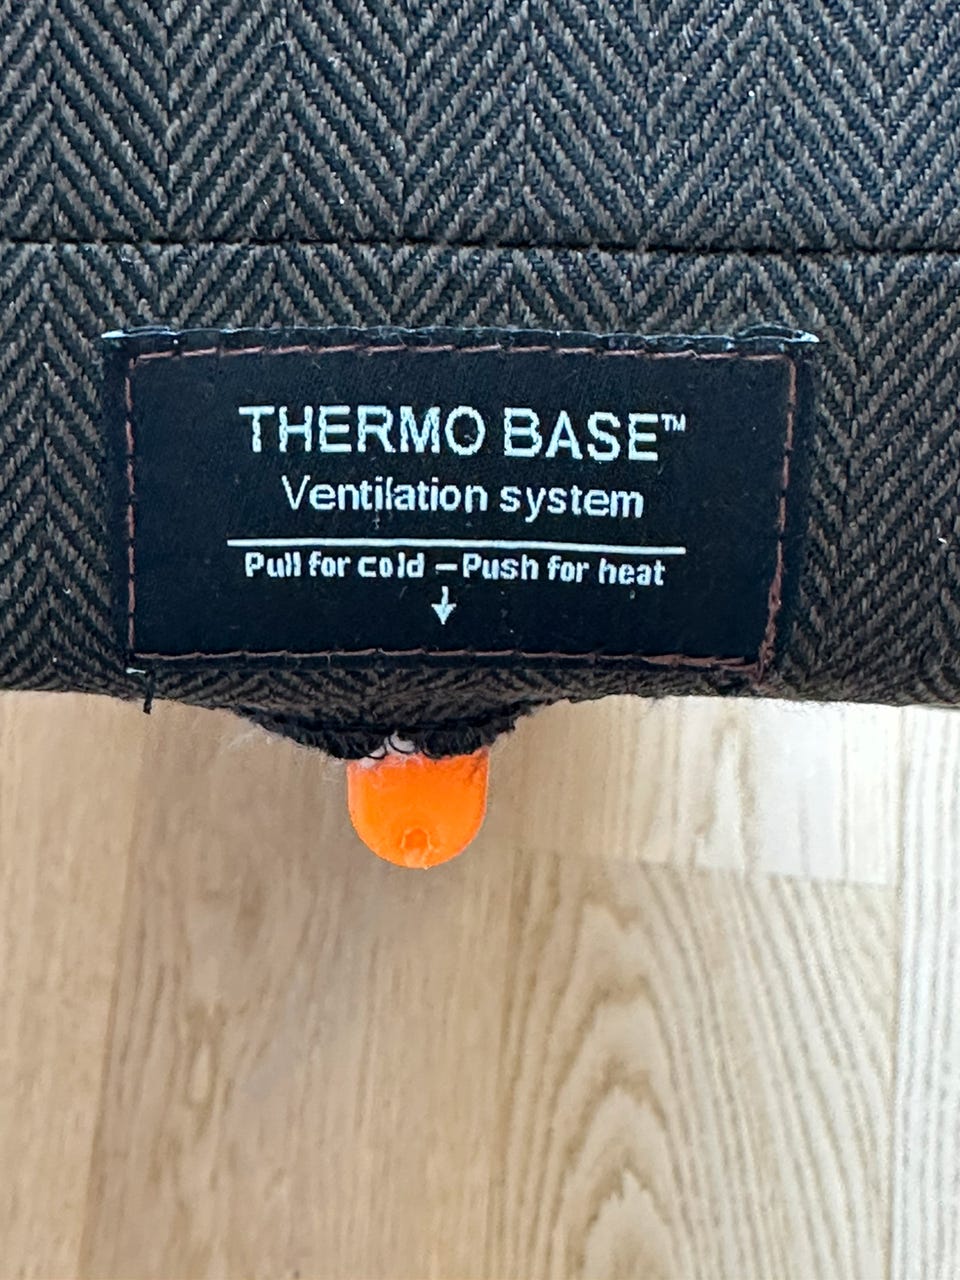 THERMO BASE™
Ventilation system
Pull for cold – Push for heat